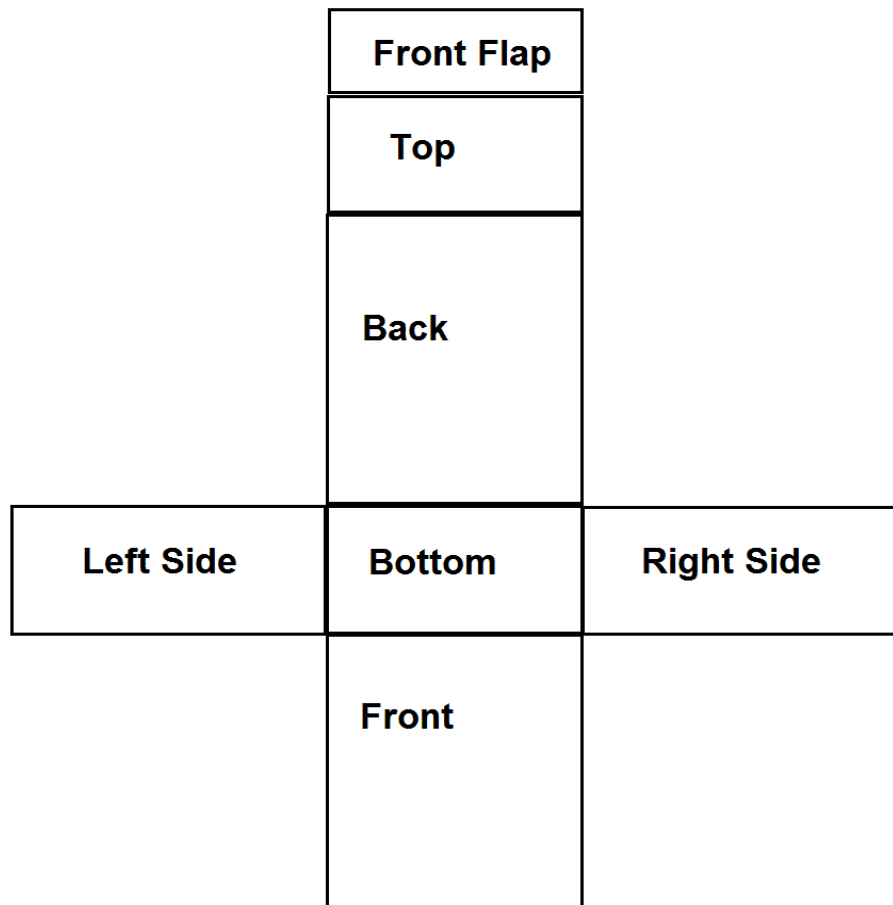 Front Flap
Top
Back
Left Side
Bottom
Right Side
Front